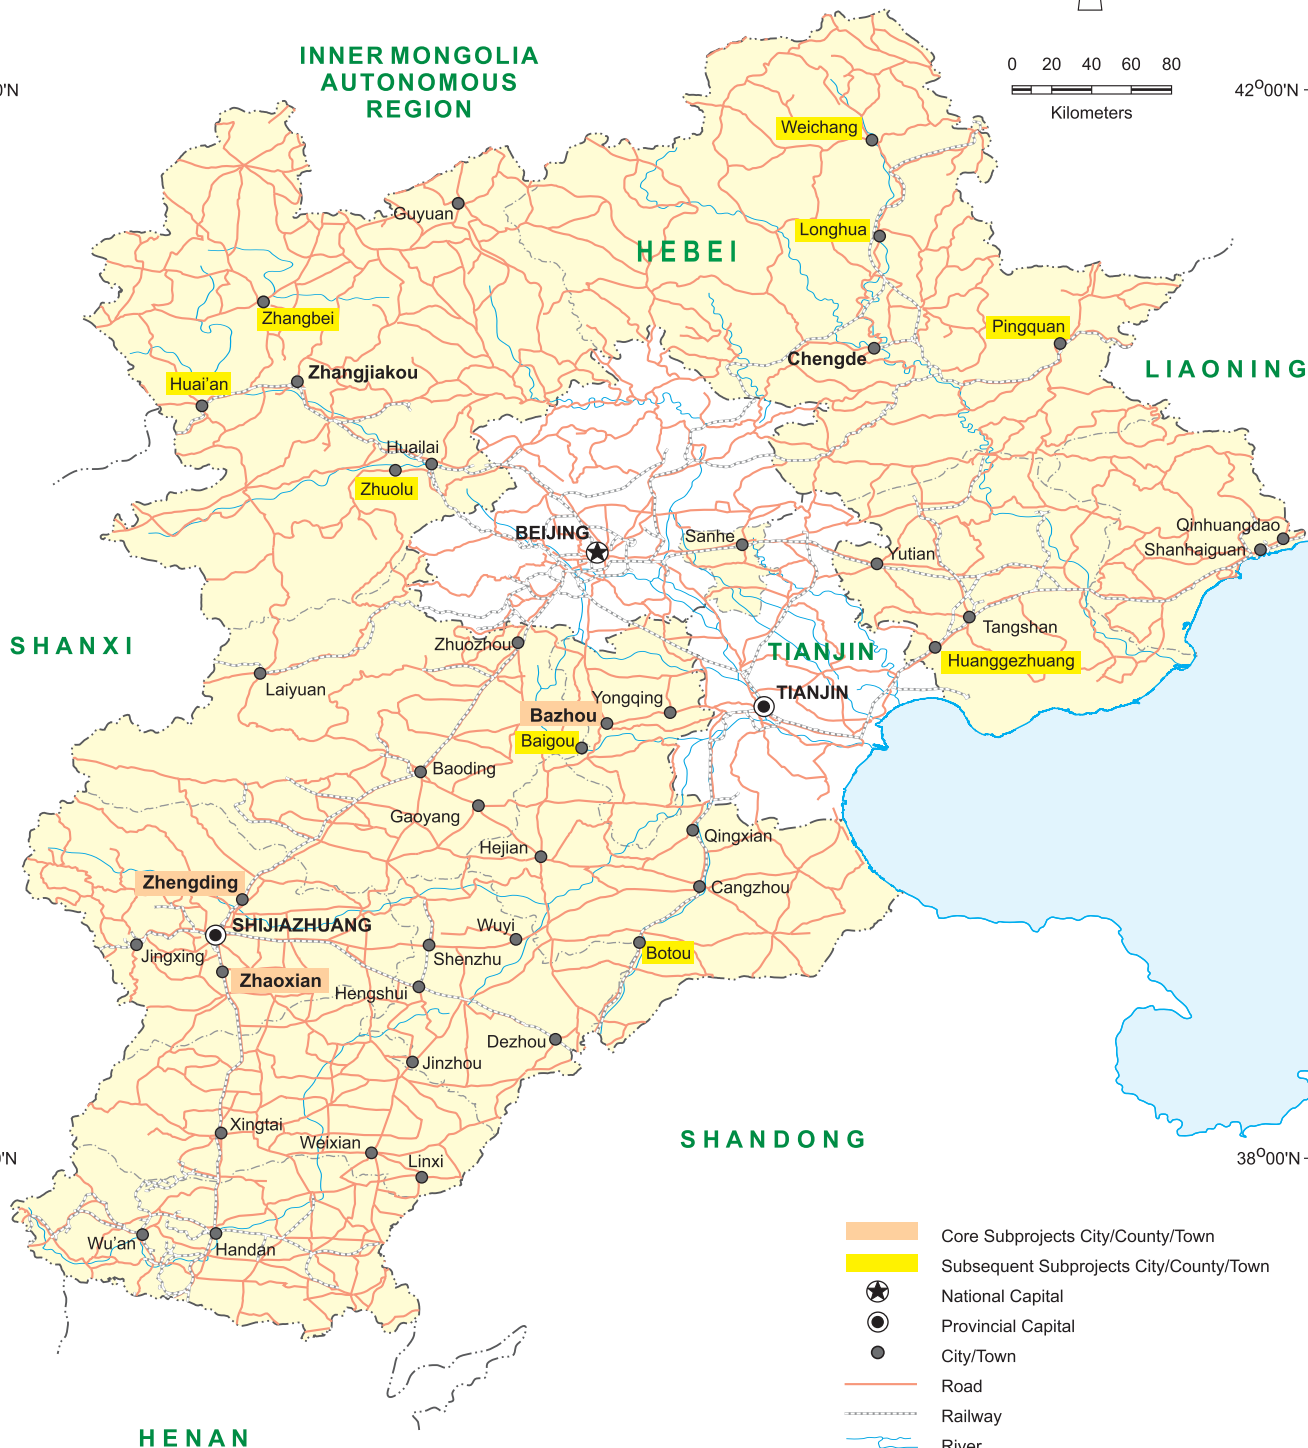 INNER MONGOLIA
AUTONOMOUS
REGION
0 20 40 60 80
Kilometers
0'N
42°00'N
Weichang
Guyuan
Longhua
HEBEI
Zhangbei
Pingquan
Chengde
LIAONING
Zhangjiakou
Huai'an
Huailai
Zhuolu
BEIJING
Sanhe
Yutian
Qinhuangdao
Shanhaiguan
SHANXI
Zhuozhou
Tangshan
TIANJIN
Huanggezhuang
Laiyuan
Yongqing
TIANJIN
Bazhou
Baigou
Baoding
Gaoyang
Qingxian
Hejian
Zhengding
Cangzhou
SHIJIAZHUANG
Wuyi
Jingxing
Shenzhu
Botou
Zhaoxian
Hengshui
Dezhou
Jinzhou
Xingtai
Weixian
SHANDONG
Linxi
0'N
38°00'N
Wu'an
Handan
Core Subprojects City/County/Town
Subsequent Subprojects City/County/Town
National Capital
Provincial Capital
City/Town
Road
Railway
River
HENAN